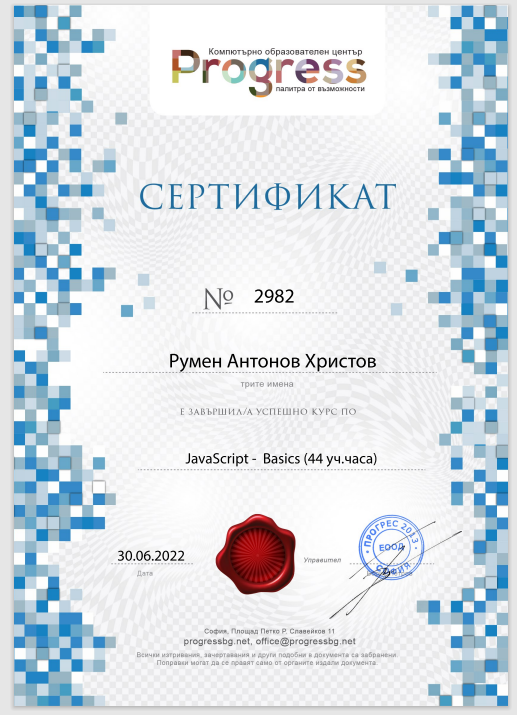 Компютърно образователен център
Progress
палитра от възможности
СЕРТИФИКАТ
№ 2982
Румен Антонов Христов
трите имена
Е ЗАВЪРШИЛ/А УСПЕШНО КУРС ПО
JavaScript - Basics (44 уч.часа)
30.06.2022
Дата
Управител
ПРОГРЕС 2013
ЕООД
СОФИЯ
София, Площад Петко Р. Славейков 11
progressbg.net, office@progressbg.net
Всички изтривания, зачертавания и други подобни в документа са забранени.
Поправки могат да се правят само от органите издали документа.